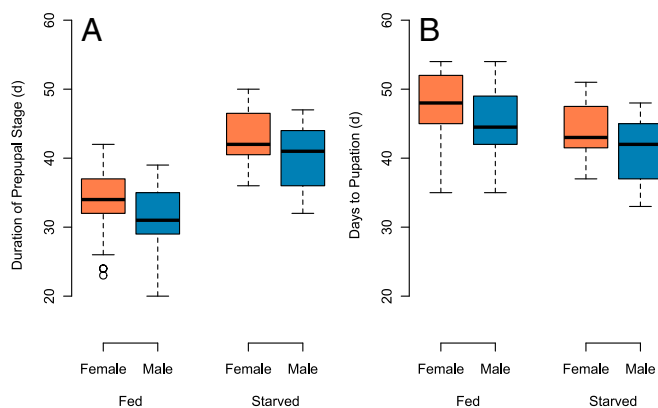 A
Duration of Prepupal Stage (d)
60
50
40
30
20
Female Male Female Male
Fed Starved
B
Days to Pupation (d)
60
50
40
30
20
Female Male Female Male
Fed Starved